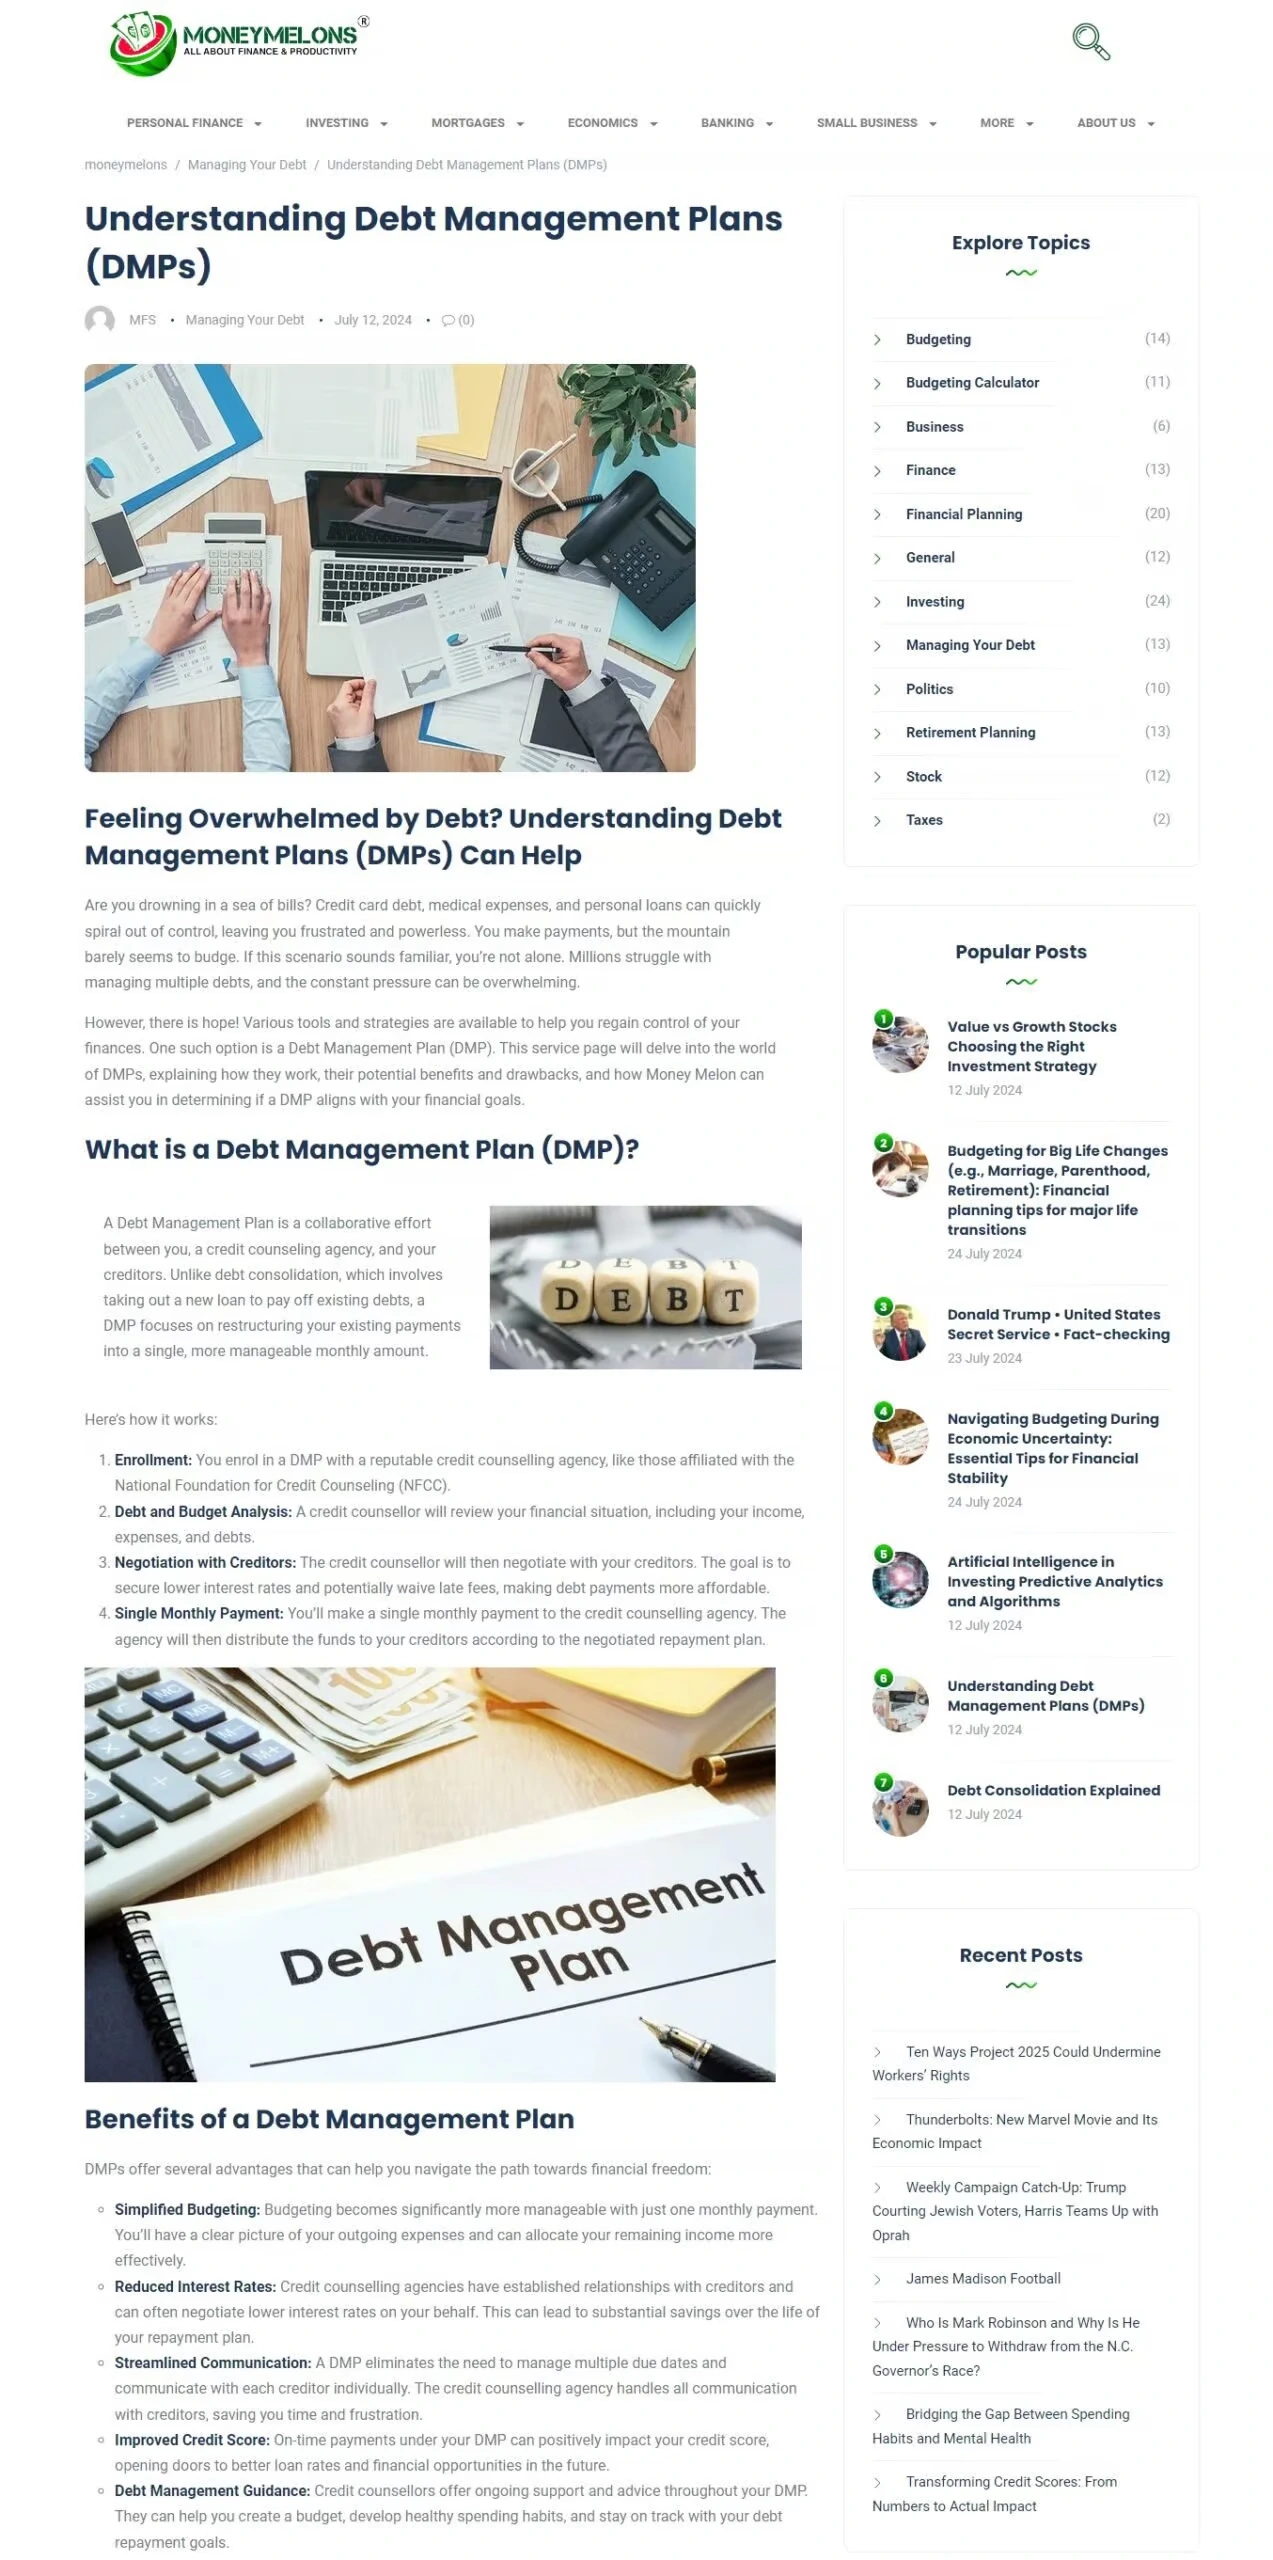 MONEYMELONS®
ALL ABOUT FINANCE & PRODUCTIVITY
PERSONAL FINANCE
INVESTING
MORTGAGES
ECONOMICS
BANKING
SMALL BUSINESS
MORE
ABOUT US
moneymelons / Managing Your Debt / Understanding Debt Management Plans (DMPs)
Understanding Debt Management Plans
(DMPs)
MFS • Managing Your Debt • July 12, 2024 • (0)
Feeling Overwhelmed by Debt? Understanding Debt
Management Plans (DMPs) Can Help
Are you drowning in a sea of bills? Credit card debt, medical expenses, and personal loans can quickly
spiral out of control, leaving you frustrated and powerless. You make payments, but the mountain
barely seems to budge. If this scenario sounds familiar, you’re not alone. Millions struggle with
managing multiple debts, and the constant pressure can be overwhelming.
However, there is hope! Various tools and strategies are available to help you regain control of your
finances. One such option is a Debt Management Plan (DMP). This service page will delve into the world
of DMPs, explaining how they work, their potential benefits and drawbacks, and how Money Melon can
assist you in determining if a DMP aligns with your financial goals.
What is a Debt Management Plan (DMP)?
A Debt Management Plan is a collaborative effort
between you, a credit counseling agency, and your
creditors. Unlike debt consolidation, which involves
taking out a new loan to pay off existing debts, a
DMP focuses on restructuring your existing payments
into a single, more manageable monthly amount.
D E B T
D E B T
Here’s how it works:
1. Enrollment: You enrol in a DMP with a reputable credit counselling agency, like those affiliated with the
National Foundation for Credit Counseling (NFCC).
2. Debt and Budget Analysis: A credit counsellor will review your financial situation, including your income,
expenses, and debts.
3. Negotiation with Creditors: The credit counsellor will then negotiate with your creditors. The goal is to
secure lower interest rates and potentially waive late fees, making debt payments more affordable.
4. Single Monthly Payment: You’ll make a single monthly payment to the credit counselling agency. The
agency will then distribute the funds to your creditors according to the negotiated repayment plan.
MC
MR
M-
M+
100
Debt Management
Plan
Benefits of a Debt Management Plan
DMPs offer several advantages that can help you navigate the path towards financial freedom:
Simplified Budgeting: Budgeting becomes significantly more manageable with just one monthly payment.
You’ll have a clear picture of your outgoing expenses and can allocate your remaining income more
effectively.
Reduced Interest Rates: Credit counselling agencies have established relationships with creditors and
can often negotiate lower interest rates on your behalf. This can lead to substantial savings over the life of
your repayment plan.
Streamlined Communication: A DMP eliminates the need to manage multiple due dates and
communicate with each creditor individually. The credit counselling agency handles all communication
with creditors, saving you time and frustration.
Improved Credit Score: On-time payments under your DMP can positively impact your credit score,
opening doors to better loan rates and financial opportunities in the future.
Debt Management Guidance: Credit counsellors offer ongoing support and advice throughout your DMP.
They can help you create a budget, develop healthy spending habits, and stay on track with your debt
repayment goals.
Explore Topics
Budgeting (14)
Budgeting Calculator (11)
Business (6)
Finance (13)
Financial Planning (20)
General (12)
Investing (24)
Managing Your Debt (13)
Politics (10)
Retirement Planning (13)
Stock (12)
Taxes (2)
Popular Posts
1
Value vs Growth Stocks
Choosing the Right
Investment Strategy
12 July 2024
2
Budgeting for Big Life Changes
(e.g., Marriage, Parenthood,
Retirement): Financial
planning tips for major life
transitions
24 July 2024
3
Donald Trump • United States
Secret Service • Fact-checking
23 July 2024
4
Navigating Budgeting During
Economic Uncertainty:
Essential Tips for Financial
Stability
24 July 2024
5
Artificial Intelligence in
Investing Predictive Analytics
and Algorithms
12 July 2024
6
Understanding Debt
Management Plans (DMPs)
12 July 2024
7
Debt Consolidation Explained
12 July 2024
Recent Posts
Ten Ways Project 2025 Could Undermine
Workers’ Rights
Thunderbolts: New Marvel Movie and Its
Economic Impact
Weekly Campaign Catch-Up: Trump
Courting Jewish Voters, Harris Teams Up with
Oprah
James Madison Football
Who Is Mark Robinson and Why Is He
Under Pressure to Withdraw from the N.C.
Governor’s Race?
Bridging the Gap Between Spending
Habits and Mental Health
Transforming Credit Scores: From
Numbers to Actual Impact